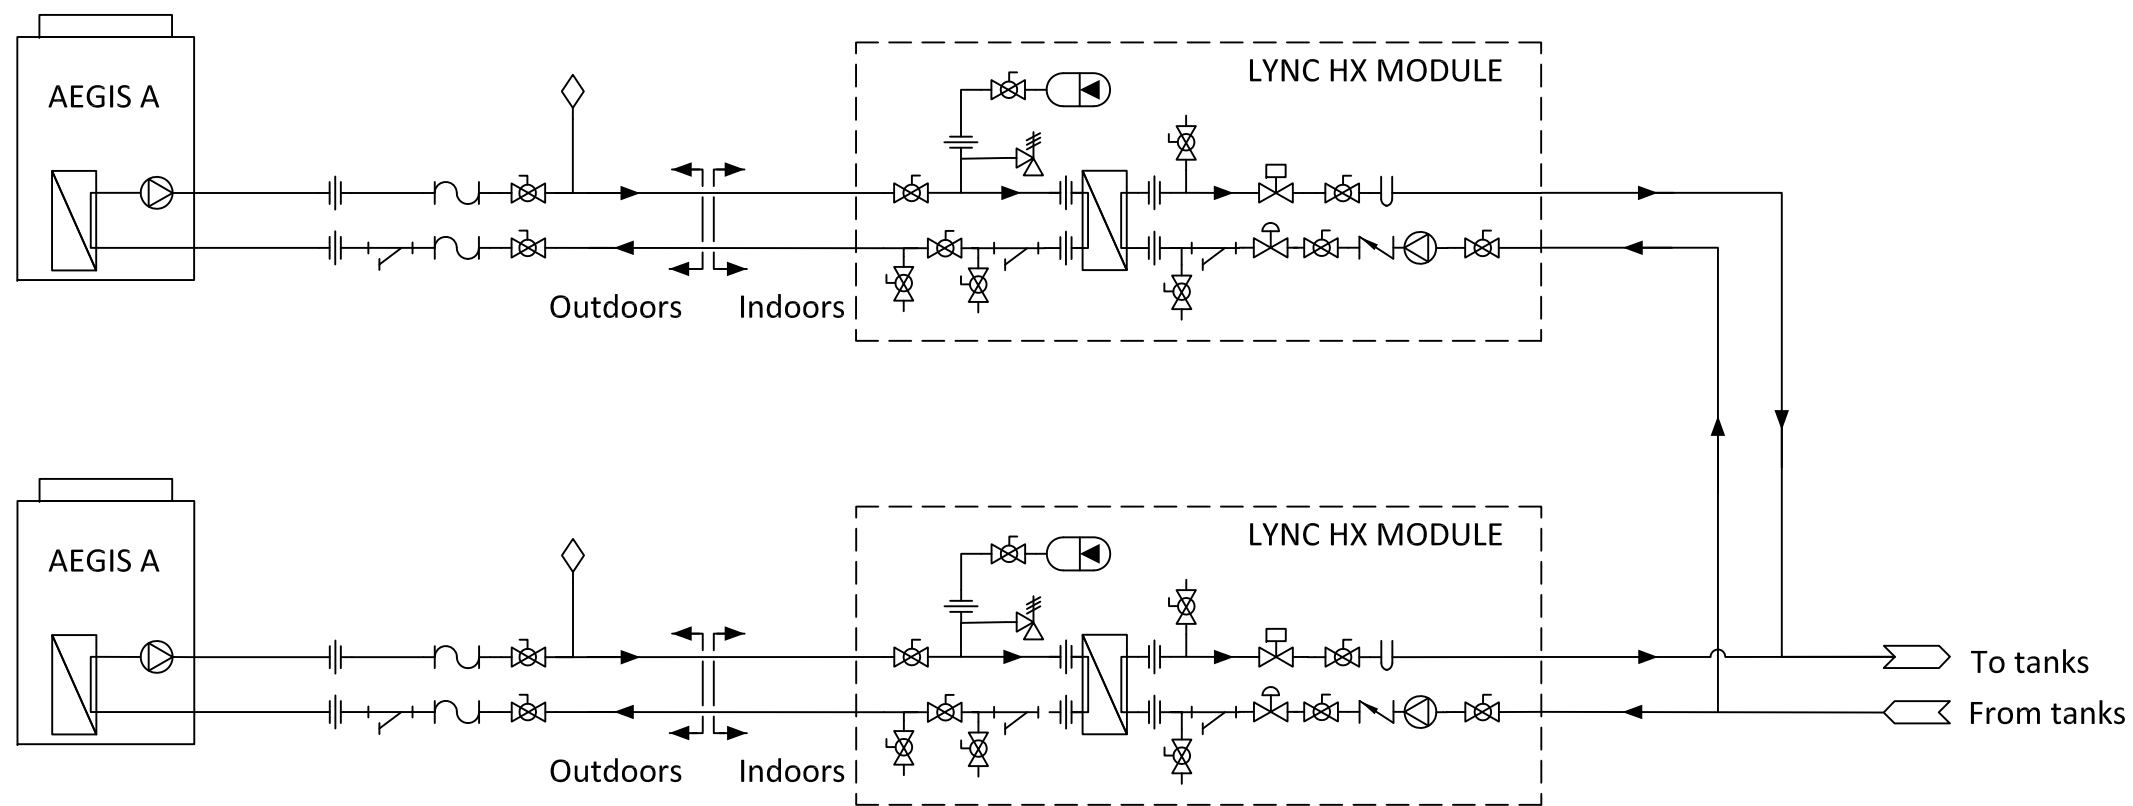 AEGIS A
LYNC HX MODULE
Outdoors
Indoors
AEGIS A
LYNC HX MODULE
To tanks
From tanks
Outdoors
Indoors